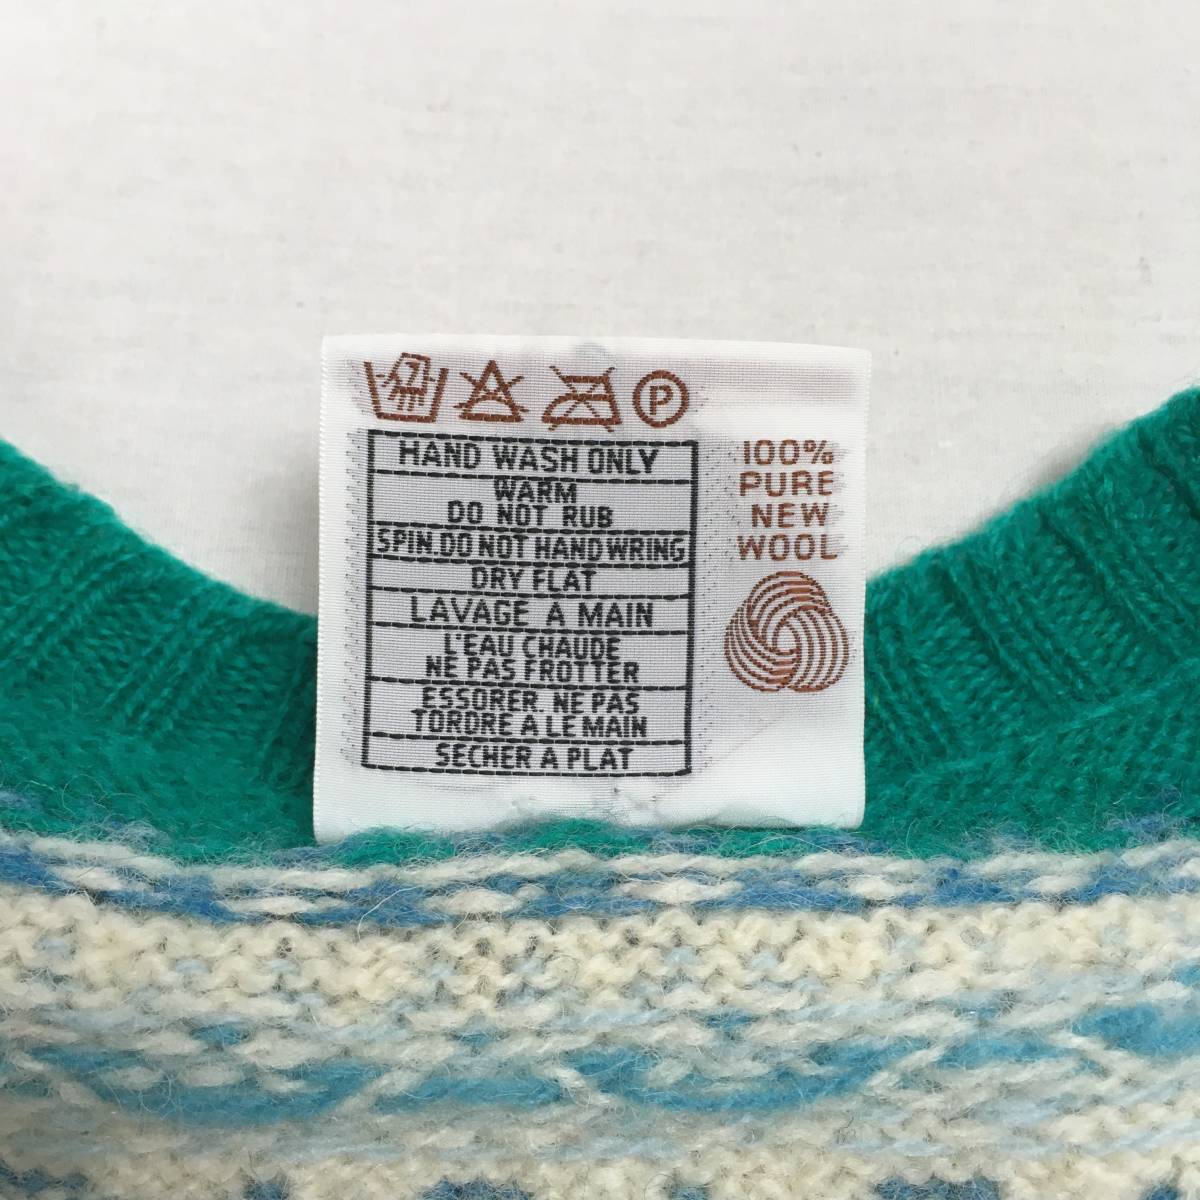 7
P
HAND WASH ONLY
WARM
DO NOT RUB
SPIN.DO NOT HAND WRING
DRY FLAT
LAVAGE A MAIN
L'EAU CHAUDE
NE PAS FROTTER
ESSORER. NE PAS
TORDRE A LE MAIN
SECHER A PLAT
100%
PURE
NEW
WOOL